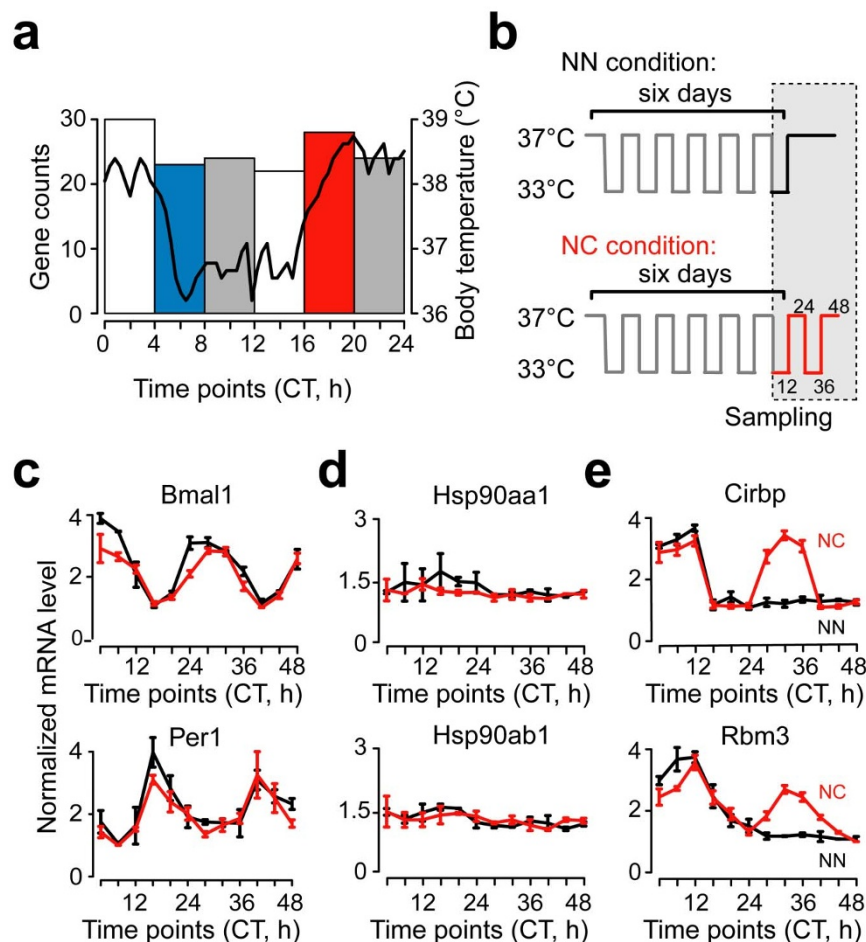 a
30
20
10
0
Gene counts
39
38
37
36
Body temperature (°C)
0 4 8 12 16 20 24
Time points (CT, h)
b
NN condition:
six days
37°C
33°C
NC condition:
six days
37°C
33°C
24 48
12 36
Sampling
Normalized mRNA level
c
Bmal1
4
2
0
12 24 36 48
Time points (CT, h)
Per1
4
2
0
12 24 36 48
Time points (CT, h)
d
Hsp90aa1
3
1.5
0
12 24 36 48
Time points (CT, h)
Hsp90ab1
3
1.5
0
12 24 36 48
Time points (CT, h)
e
Cirbp
4
2
0
NC
NN
12 24 36 48
Time points (CT, h)
Rbm3
4
2
0
NC
NN
12 24 36 48
Time points (CT, h)